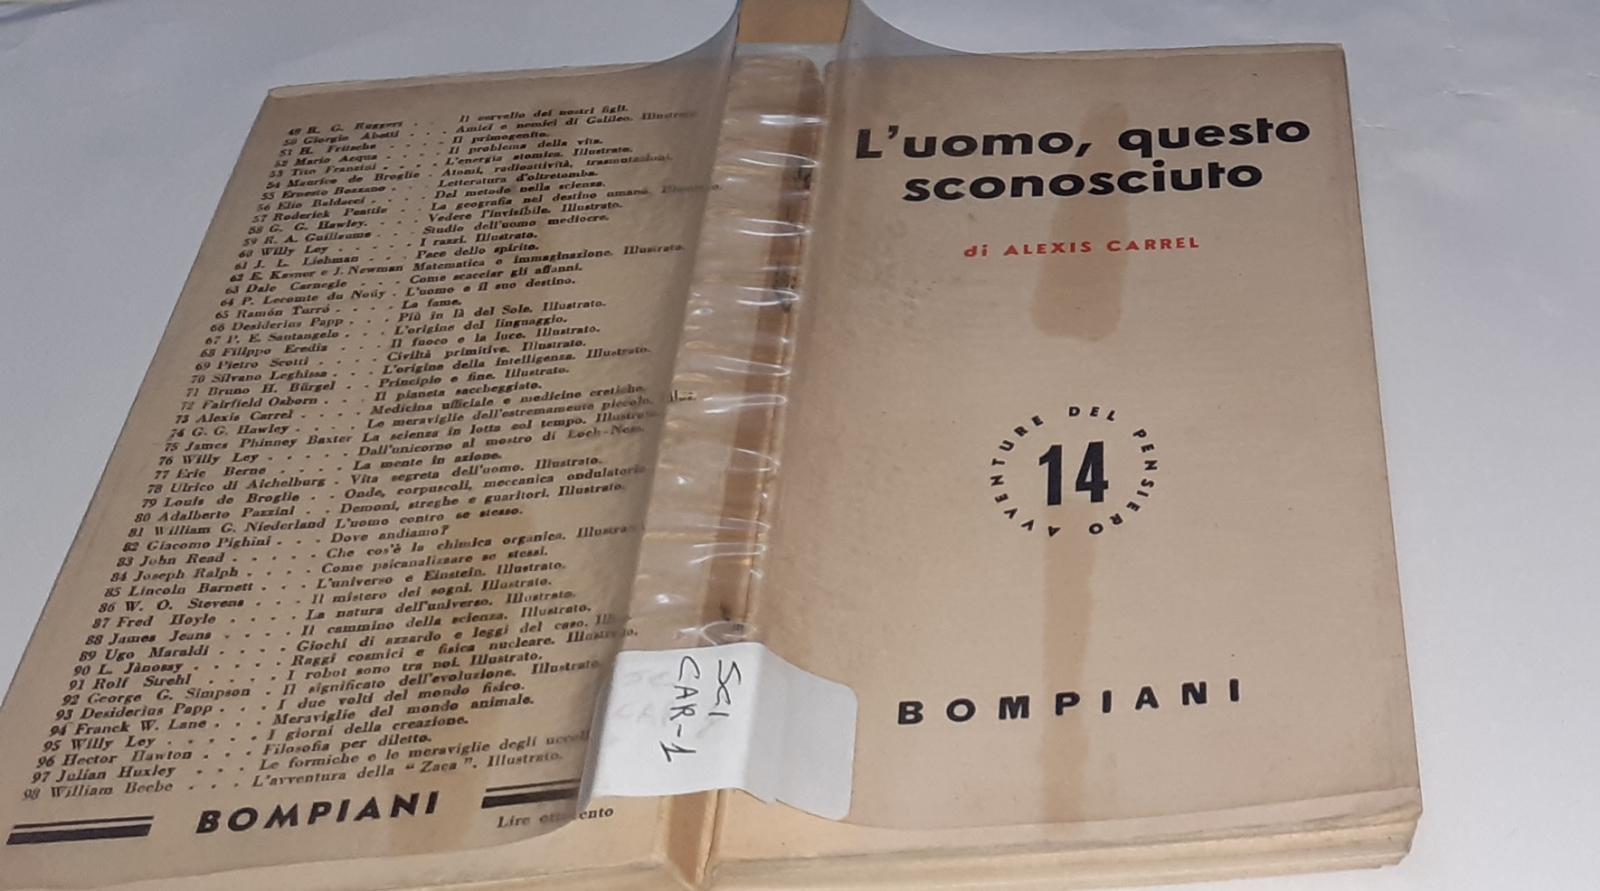 49 R. G. Ruggeri . . Il cervello dei nostri figli.
50 Giorgio Abetti . . . Amici e nemici di Galileo. Illustrato
51 H. Fritsche . . . . Il primogenito.
52 Mario Acqua . . . . Il problema della vita.
53 Tito Franzini . . . L'energia atomica. Illustrato.
54 Maurice de Broglie . Atomi, radioattività, trasmutazioni.
55 Ernesto Bozzano . . . Letteratura d'oltretomba.
56 Elio Baldacci . . . . Del metodo nella scienza.
57 Roderick Peattie . . La geografia nel destino umano. Illustrato.
58 G. G. Hawley. . . . Vedere l'invisibile. Illustrato.
59 R. A. Guillaume . . . Studio dell'uomo mediocre.
60 Willy Ley . . . . . I razzi. Illustrato.
61 J. L. Liebman . . . . Pace dello spirito.
62 E. Kasner e J. Newman Matematica e immaginazione. Illustrato.
63 Dale Carnegie . . . Come scacciar gli affanni.
64 P. Lecomte du Noüy . L'uomo e il suo destino.
65 Ramón Turró . . . . La fame.
66 Desiderius Papp . . . Più in là del Sole. Illustrato.
67 P. E. Santangelo . . . L'origine del linguaggio.
68 Filippo Eredia . . . Il fuoco e la luce. Illustrato.
69 Pietro Scotti . . . . Civiltà primitive. Illustrato.
70 Silvano Leghissa . . . L'origine della intelligenza. Illustrato.
71 Bruno H. Bürgel . . Principio e fine. Illustrato.
72 Fairfield Osborn . . . Il pianeta saccheggiato.
73 Alexis Carrel . . . . Medicina ufficiale e medicine eretiche.
74 G. G. Hawley . . . . Le meraviglie dell'estremamente piccolo.
75 James Phinney Baxter La scienza in lotta col tempo. Illustrato
76 Willy Ley . . . . . Dall'unicorno al mostro di Loch-Ness.
77 Eric Berne . . . . . La mente in azione.
78 Ulrico di Aichelburg . Vita segreta dell'uomo. Illustrato.
79 Louis de Broglie . . Onde, corpuscoli, meccanica ondulatoria
80 Adalberto Pazzini . . Demoni, streghe e guaritori. Illustrato.
81 William G. Niederland L'uomo contro se stesso.
82 Giacomo Pighini . . . Dove andiamo?
83 John Read . . . . . Che cos'è la chimica organica. Illustrato
84 Joseph Ralph . . . . Come psicanalizzare se stessi.
85 Lincoln Barnett . . . L'universo e Einstein. Illustrato.
86 W. O. Stevens . . . Il mistero dei sogni. Illustrato.
87 Fred Hoyle . . . . La natura dell'universo. Illustrato.
88 James Jeans . . . . Il cammino della scienza. Illustrato.
89 Ugo Maraldi . . . . Giochi di azzardo e leggi del caso.
90 L. Jànossy . . . . . Raggi cosmici e fisica nucleare. Illustrato.
91 Rolf Strehl . . . . I robot sono tra noi. Illustrato.
92 George G. Simpson . Il significato dell'evoluzione. Illustrato
93 Desiderius Papp . . . I due volti del mondo fisico.
94 Franck W. Lane . . . Meraviglie del mondo animale.
95 Willy Ley . . . . . I giorni della creazione.
96 Hector Hawton . . . . Filosofia per diletto.
97 Julian Huxley . . . Le formiche e le meraviglie degli uccelli
98 William Beebe . . . L'avventura della "Zaca". Illustrato.
BOMPIANI
Lire ottocento
SCI
CAR-1
L'uomo, questo
sconosciuto
di ALEXIS CARREL
AVVENTURE DEL PENSIERO
14
BOMPIANI